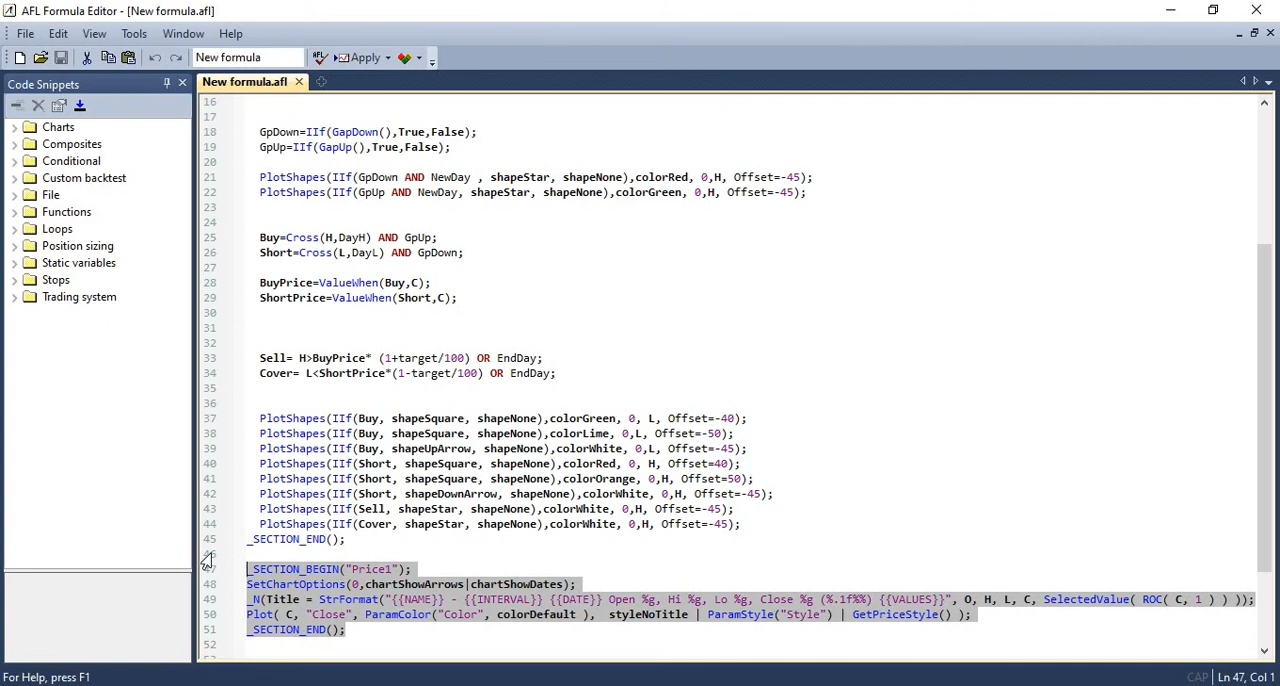 AFL Formula Editor - [New formula.afl]
File Edit View Tools Window Help
New formula Apply
Code Snippets
New formula.afl
Charts
Composites
Conditional
Custom backtest
File
Functions
Loops
Position sizing
Static variables
Stops
Trading system
16
17
18 GpDown=IIf(GapDown(),True,False);
19 GpUp=IIf(GapUp(),True,False);
20
21 PlotShapes(IIf(GpDown AND NewDay , shapeStar, shapeNone),colorRed, 0,H, Offset=-45);
22 PlotShapes(IIf(GpUp AND NewDay, shapeStar, shapeNone),colorGreen, 0,H, Offset=-45);
23
24
25 Buy=Cross(H,DayH) AND GpUp;
26 Short=Cross(L,DayL) AND GpDown;
27
28 BuyPrice=ValueWhen(Buy,C);
29 ShortPrice=ValueWhen(Short,C);
30
31
32
33 Sell= H>BuyPrice* (1+target/100) OR EndDay;
34 Cover= L<ShortPrice*(1-target/100) OR EndDay;
35
36
37 PlotShapes(IIf(Buy, shapeSquare, shapeNone),colorGreen, 0, L, Offset=-40);
38 PlotShapes(IIf(Buy, shapeSquare, shapeNone),colorLime, 0,L, Offset=-50);
39 PlotShapes(IIf(Buy, shapeUpArrow, shapeNone),colorWhite, 0,L, Offset=-45);
40 PlotShapes(IIf(Short, shapeSquare, shapeNone),colorRed, 0, H, Offset=40);
41 PlotShapes(IIf(Short, shapeSquare, shapeNone),colorOrange, 0,H, Offset=50);
42 PlotShapes(IIf(Short, shapeDownArrow, shapeNone),colorWhite, 0,H, Offset=-45);
43 PlotShapes(IIf(Sell, shapeStar, shapeNone),colorWhite, 0,H, Offset=-45);
44 PlotShapes(IIf(Cover, shapeStar, shapeNone),colorWhite, 0,H, Offset=-45);
45 _SECTION_END();
46
47 _SECTION_BEGIN("Price1");
48 SetChartOptions(0,chartShowArrows|chartShowDates);
49 _N(Title = StrFormat("{{NAME}} - {{INTERVAL}} {{DATE}} Open %g, Hi %g, Lo %g, Close %g (%.1f%%) {{VALUES}}", O, H, L, C, SelectedValue( ROC( C, 1 ) ) ));
50 Plot( C, "Close", ParamColor("Color", colorDefault ), styleNoTitle | ParamStyle("Style") | GetPriceStyle() );
51 _SECTION_END();
52
For Help, press F1
CAP Ln 47, Col 1